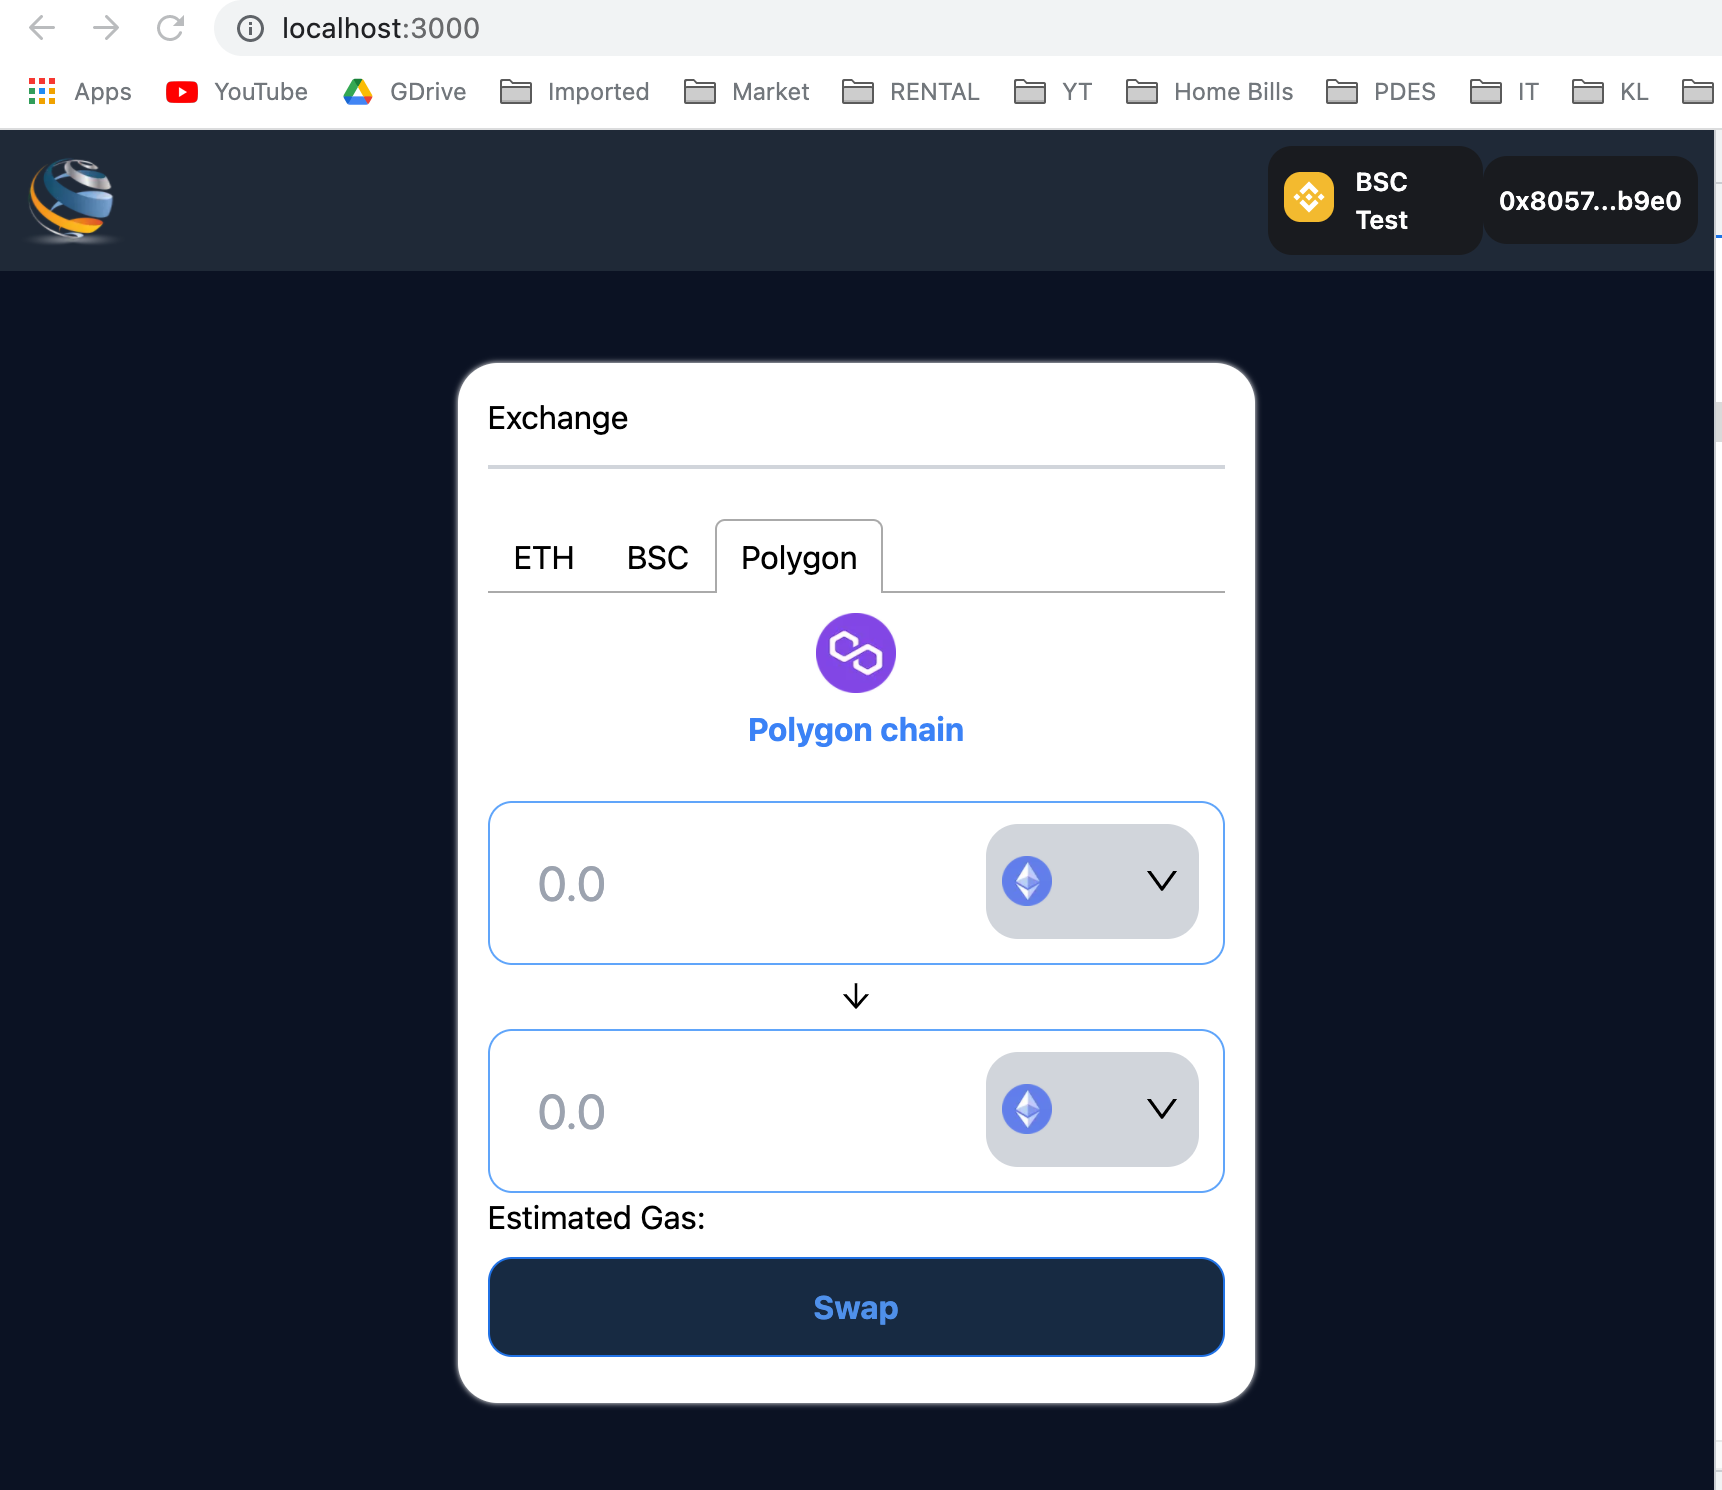 localhost:3000
Apps YouTube GDrive Imported Market RENTAL YT Home Bills PDES IT KL
BSC
Test
0x8057...b9e0
Exchange
ETH BSC Polygon
Polygon chain
0.0
0.0
Estimated Gas:
Swap